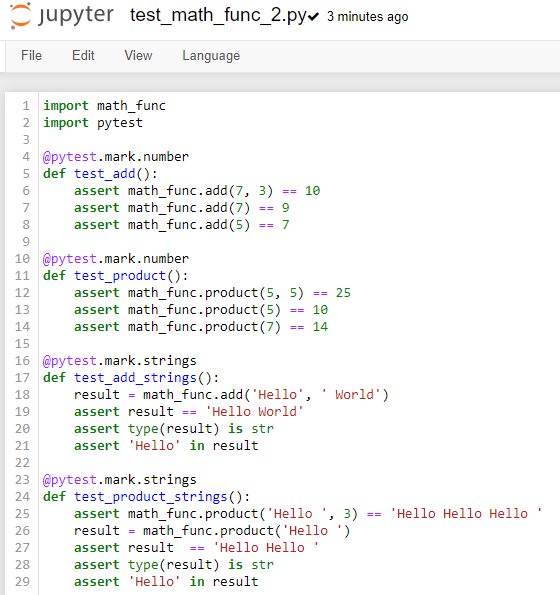 jupyter test_math_func_2.py✔ 3 minutes ago
File Edit View Language
1 import math_func
2 import pytest
3
4 @pytest.mark.number
5 def test_add():
6     assert math_func.add(7, 3) == 10
7     assert math_func.add(7) == 9
8     assert math_func.add(5) == 7
9
10 @pytest.mark.number
11 def test_product():
12     assert math_func.product(5, 5) == 25
13     assert math_func.product(5) == 10
14     assert math_func.product(7) == 14
15
16 @pytest.mark.strings
17 def test_add_strings():
18     result = math_func.add('Hello', ' World')
19     assert result == 'Hello World'
20     assert type(result) is str
21     assert 'Hello' in result
22
23 @pytest.mark.strings
24 def test_product_strings():
25     assert math_func.product('Hello ', 3) == 'Hello Hello Hello '
26     result = math_func.product('Hello ')
27     assert result  == 'Hello Hello '
28     assert type(result) is str
29     assert 'Hello' in result